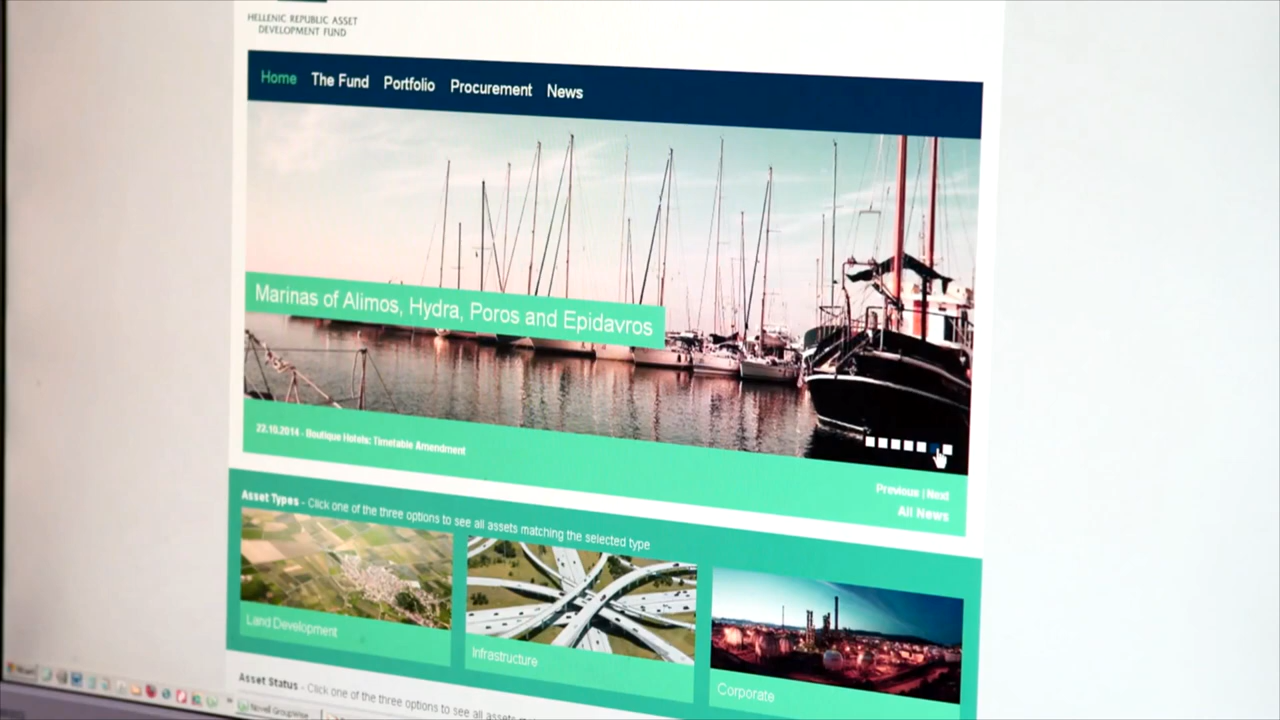 HELLENIC REPUBLIC ASSET
DEVELOPMENT FUND
Home The Fund Portfolio Procurement News
Marinas of Alimos, Hydra, Poros and Epidavros
22.10.2014 - Boutique Hotels: Timetable Amendment
Previous | Next
All News
Asset Types - Click one of the three options to see all assets matching the selected type
Land Development
Infrastructure
Corporate
Asset Status - Click one of the three options to see all assets
Novell GroupWise